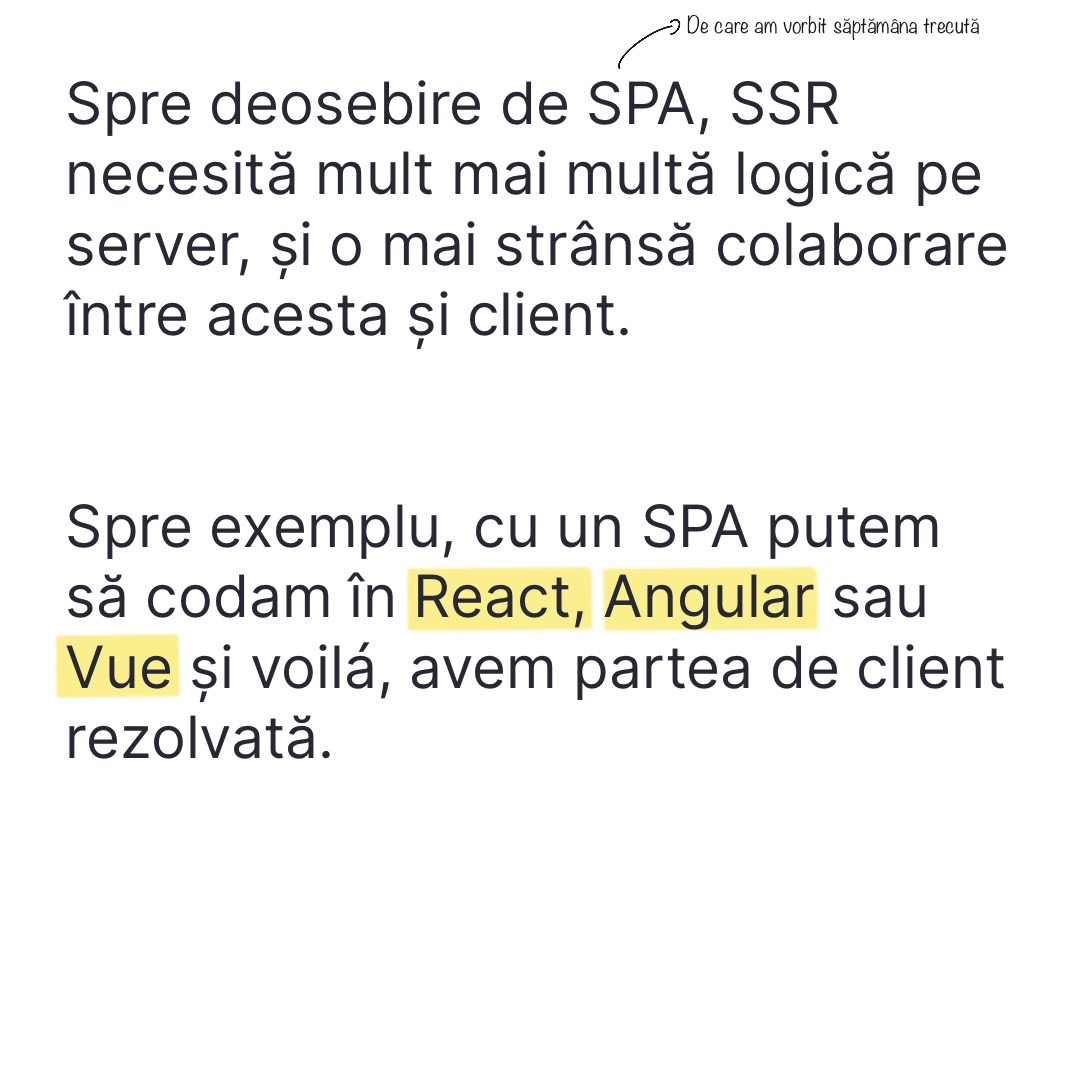 De care am vorbit săptămâna trecută
Spre deosebire de SPA, SSR
necesită mult mai multă logică pe
server, și o mai strânsă colaborare
între acesta și client.
Spre exemplu, cu un SPA putem
să codam în React, Angular sau
Vue și voilá, avem partea de client
rezolvată.